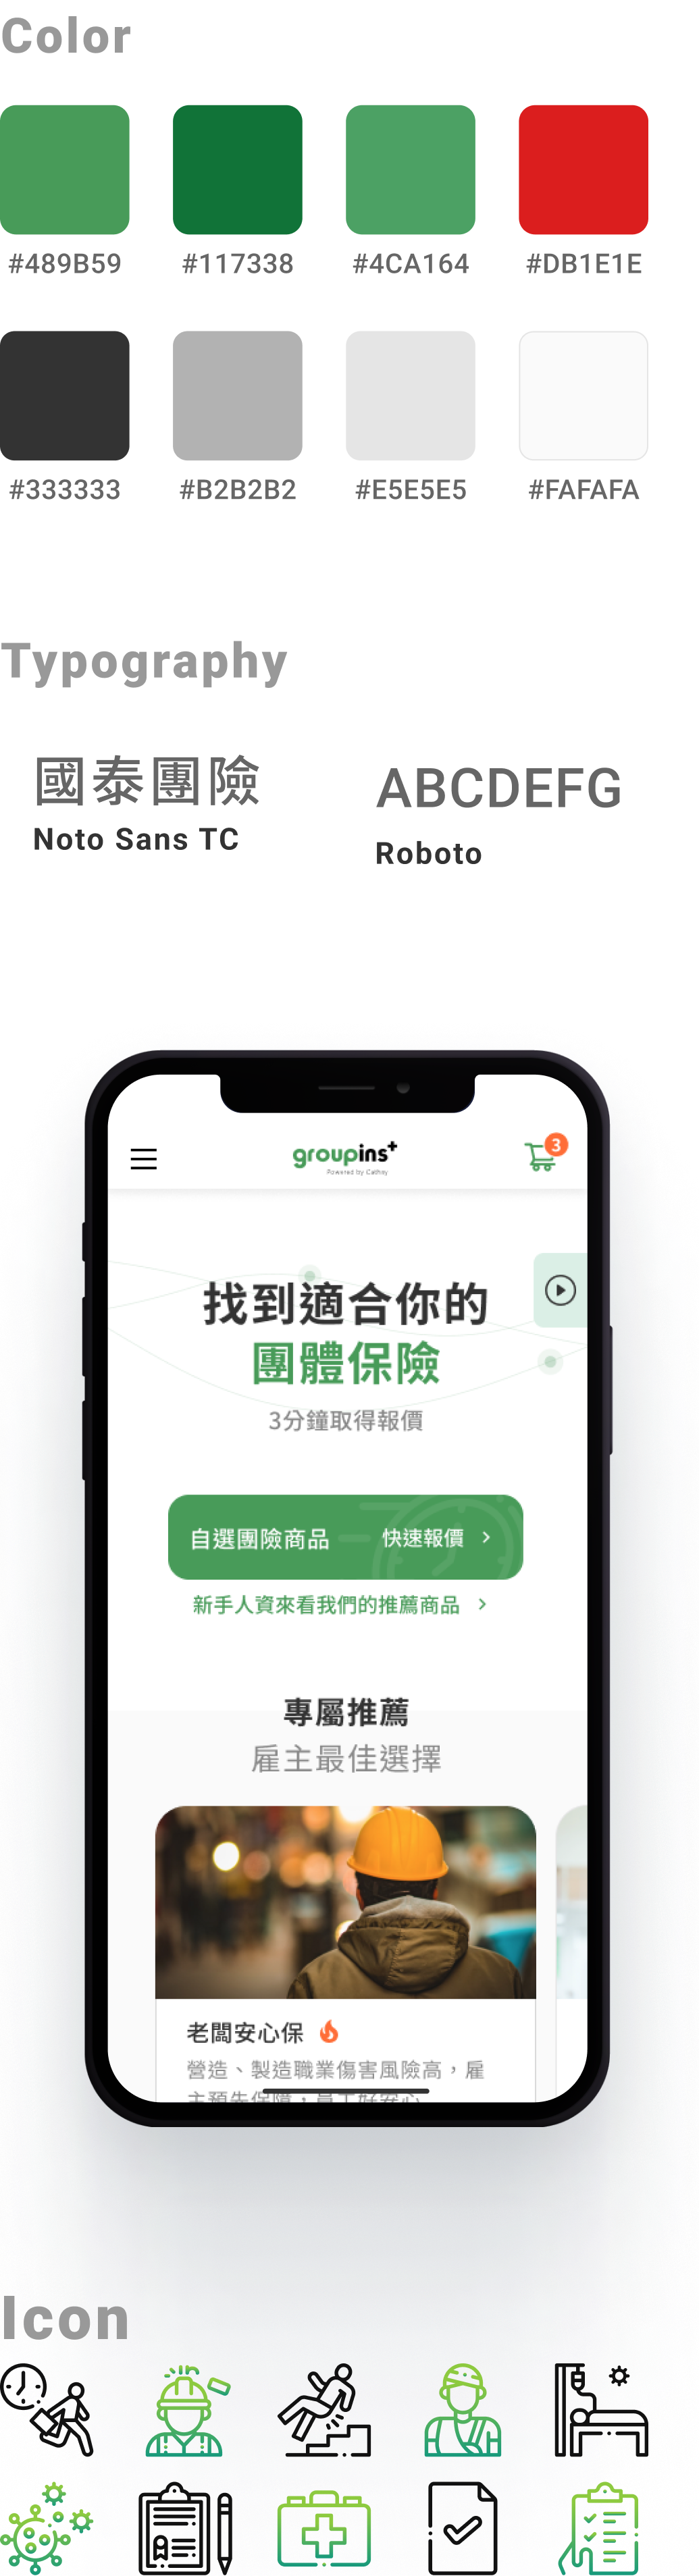 Color
#489B59 #117338 #4CA164 #DB1E1E
#333333 #B2B2B2 #E5E5E5 #FAFAFA
Typography
國泰團險
Noto Sans TC
ABCDEFG
Roboto
groupins+
Powered by Cathay
3
找到適合你的
團體保險
3分鐘取得報價
自選團險商品 快速報價
新手人資來看我們的推薦商品
專屬推薦
雇主最佳選擇
老闆安心保
營造、製造職業傷害風險高，雇
主預先保障，員工好安心
Icon